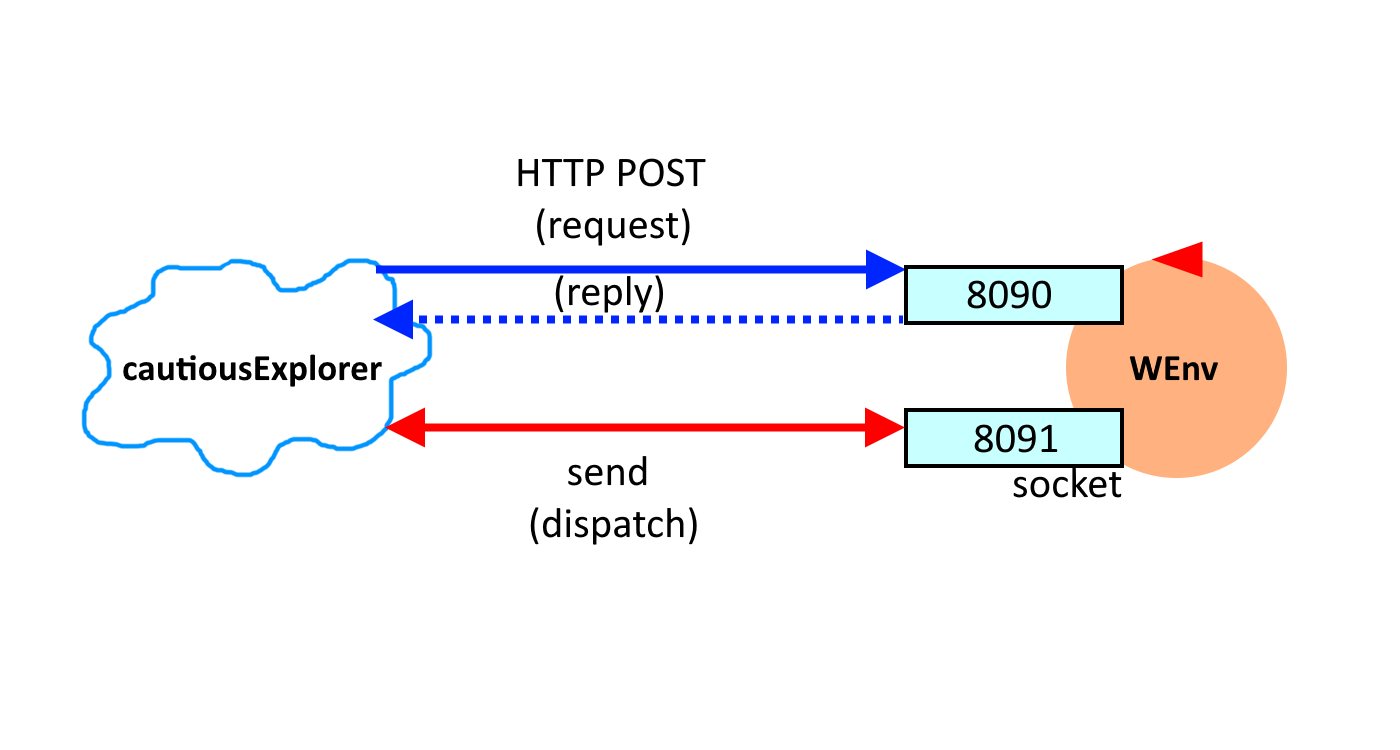 HTTP POST
(request)
(reply)
8090
cautiousExplorer
WEnv
8091
send
socket
(dispatch)